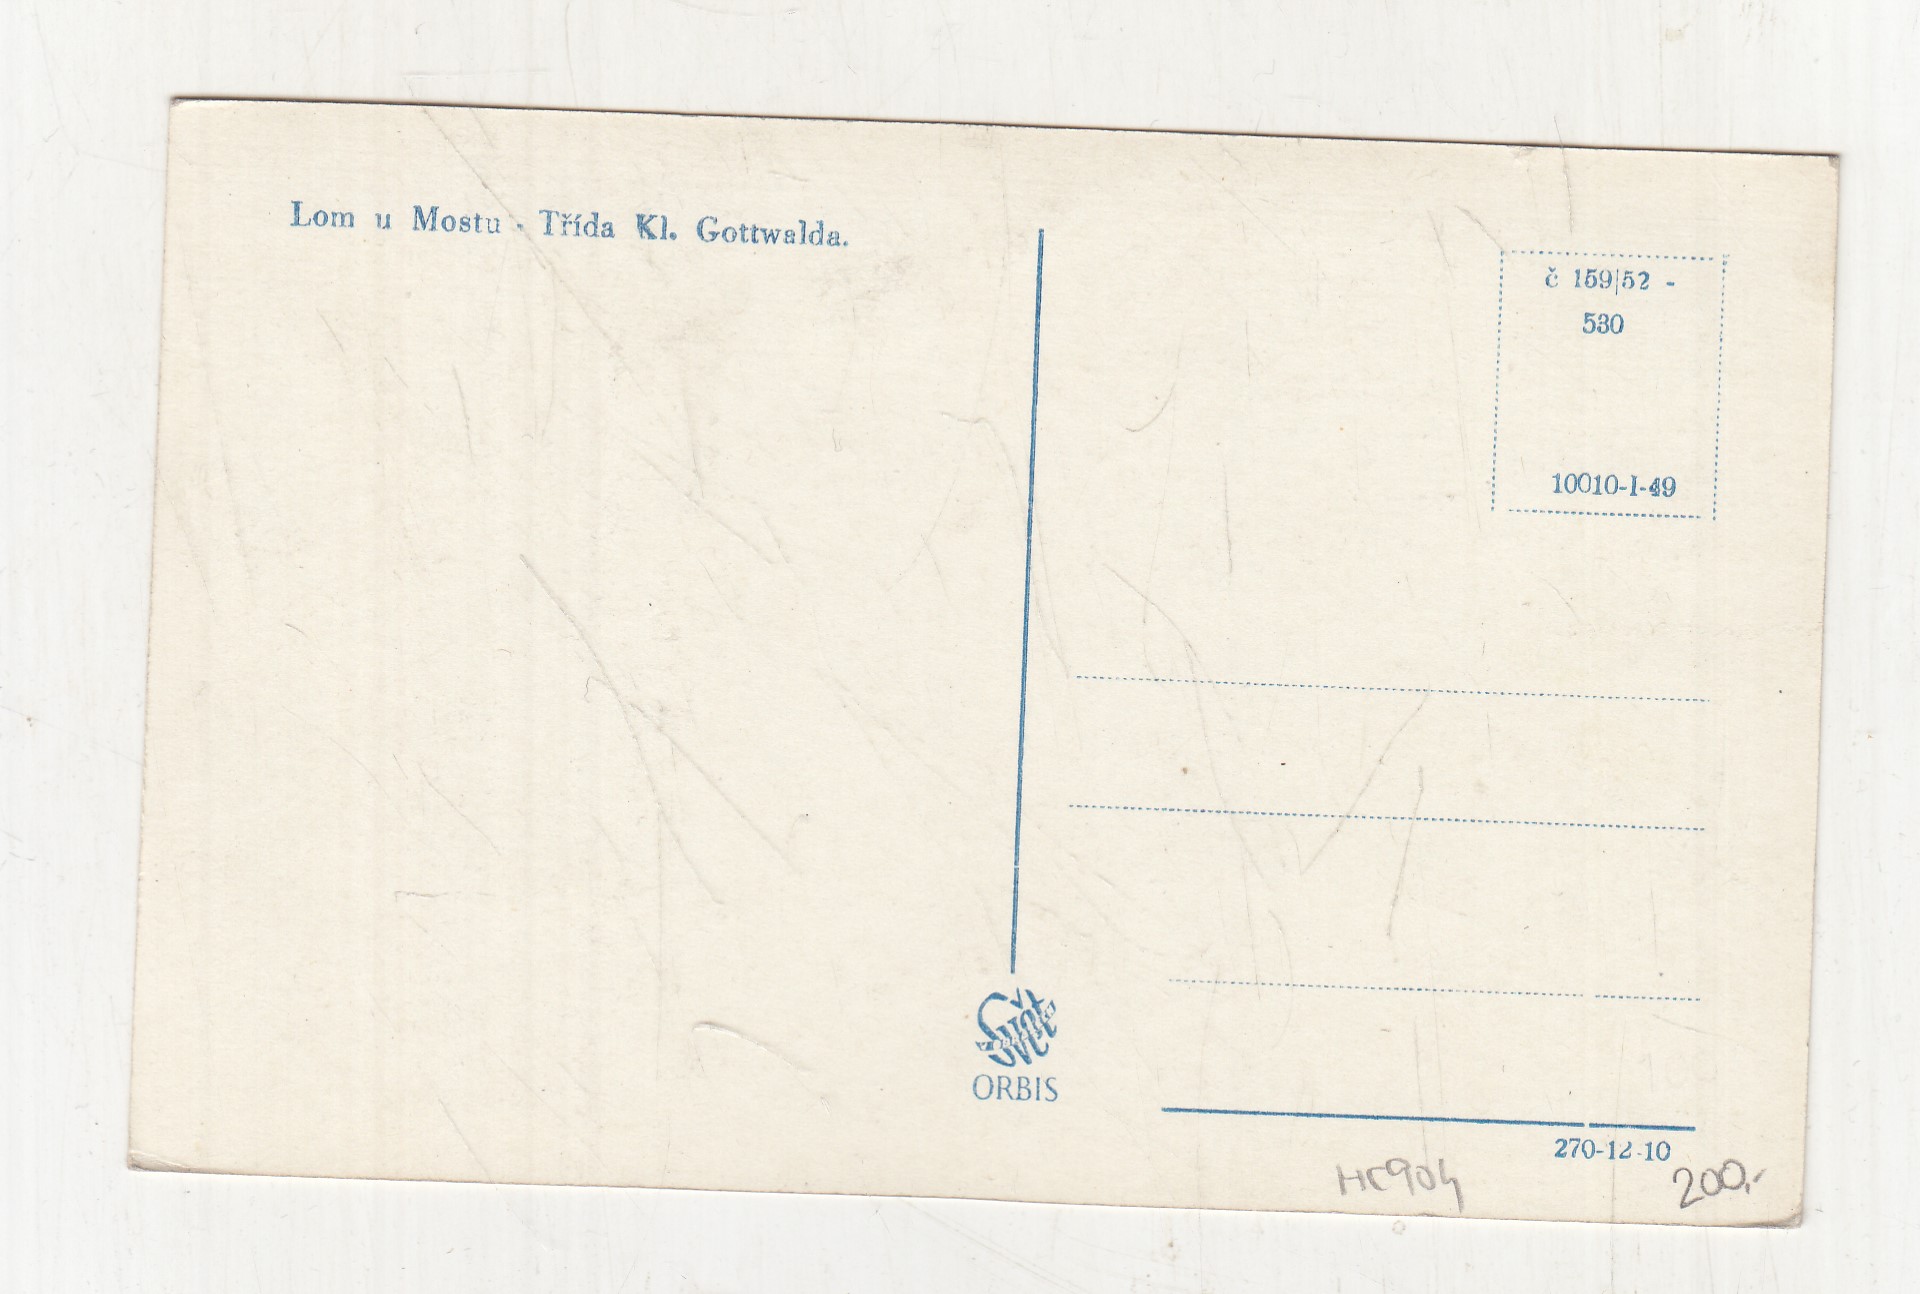 Lom u Mostu - Třída Kl. Gottwalda.
č 159|52 -
530
10010-I-49
Svět
ORBIS
270-12-10
HC904
200,-